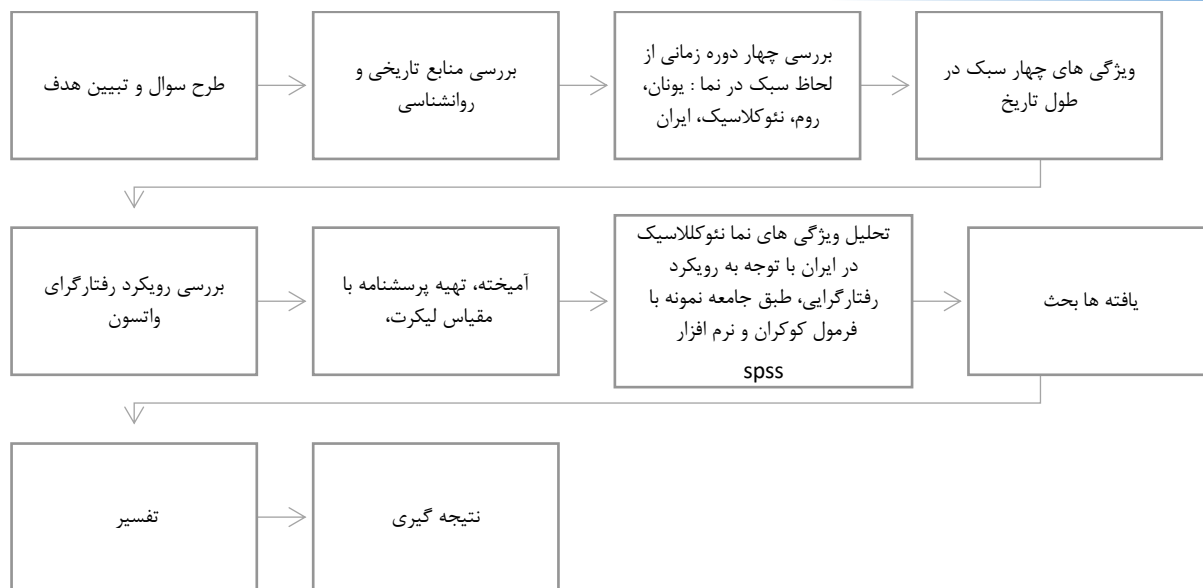 طرح سوال و تبیین هدف
بررسی منابع تاریخی و
روانشناسی
بررسی چهار دوره زمانی از
لحاظ سبک در نما : یونان،
روم، نئوکلاسیک، ایران
ویژگی های چهار سبک در
طول تاریخ
بررسی رویکرد رفتارگرای
واتسون
آمیخته، تهیه پرسشنامه با
مقیاس لیکرت،
تحلیل ویژگی های نما نئوکللاسیک
در ایران با توجه به رویکرد
رفتارگرایی، طبق جامعه نمونه با
فرمول کوکران و نرم افزار
spss
یافته ها بحث
تفسیر
نتیجه گیری